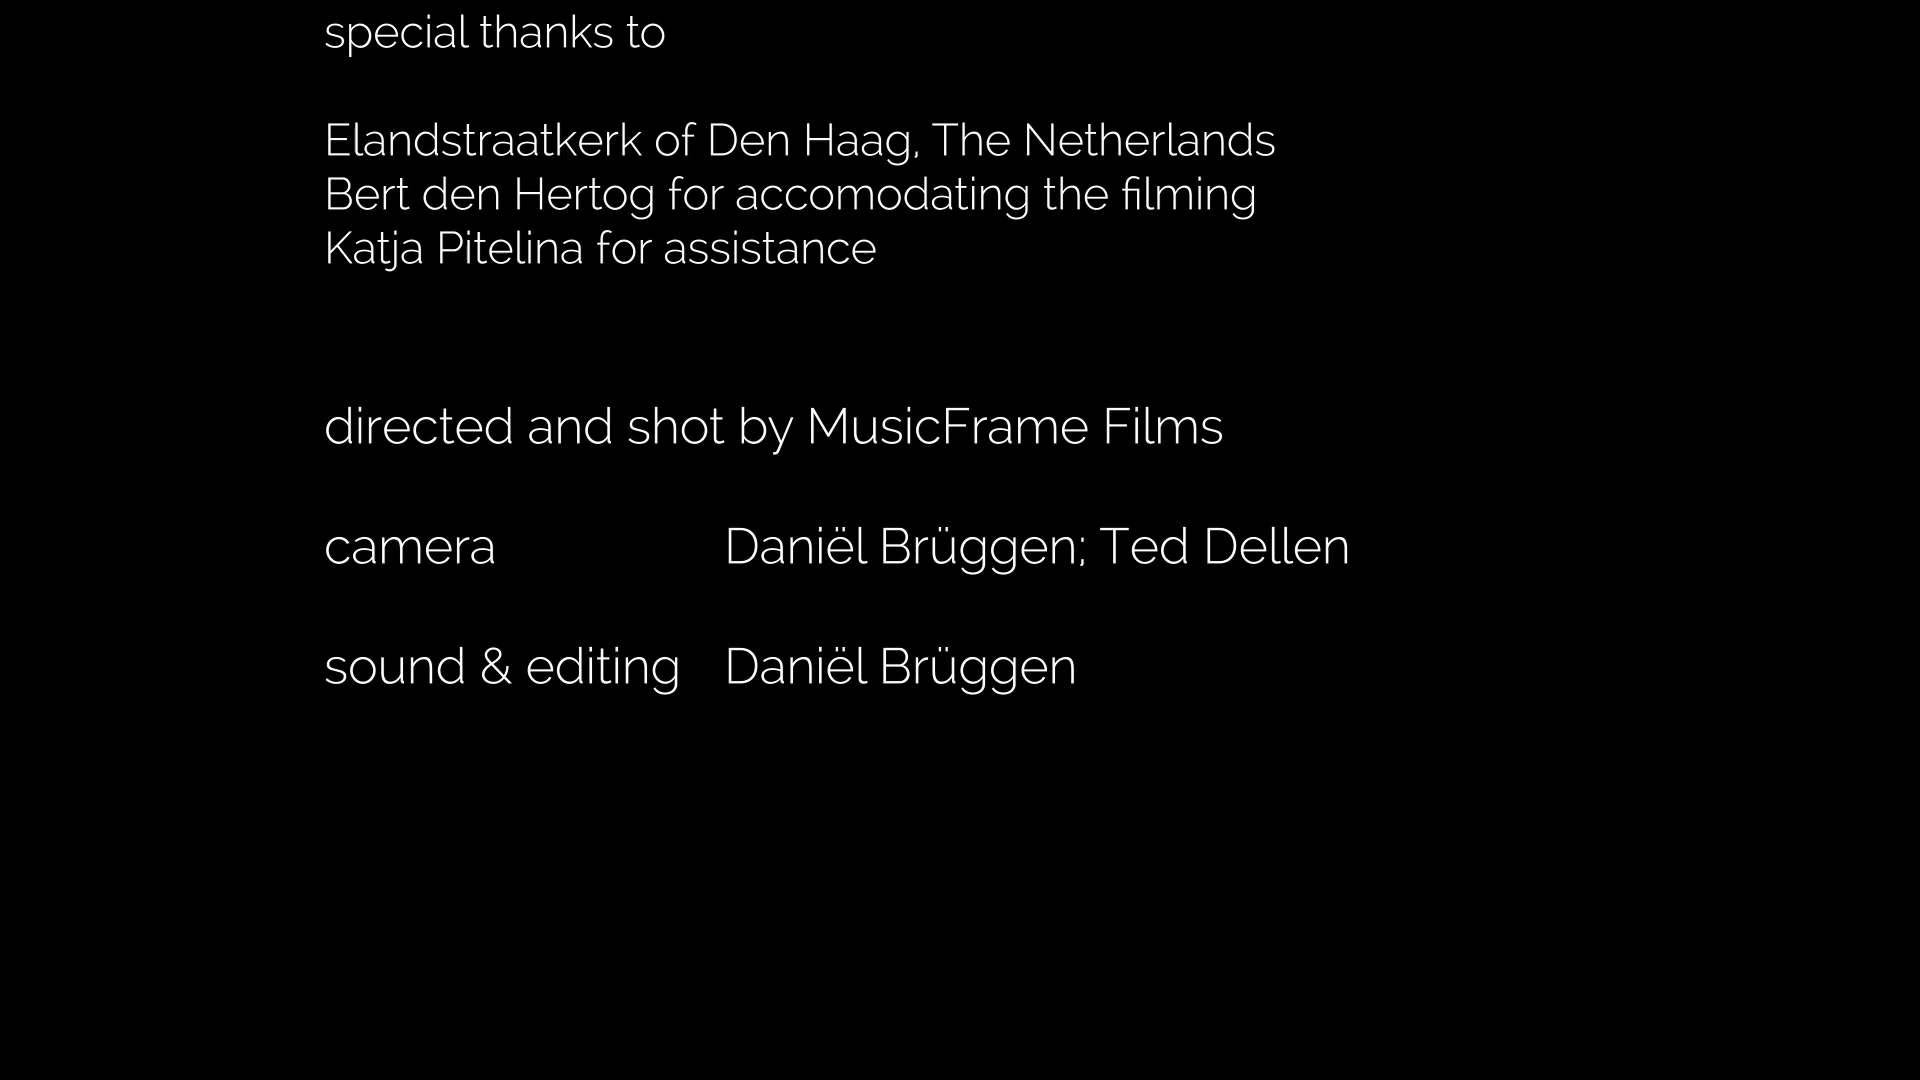 special thanks to
Elandstraatkerk of Den Haag, The Netherlands
Bert den Hertog for accomodating the filming
Katja Pitelina for assistance
directed and shot by MusicFrame Films
camera Daniël Brüggen; Ted Dellen
sound & editing Daniël Brüggen